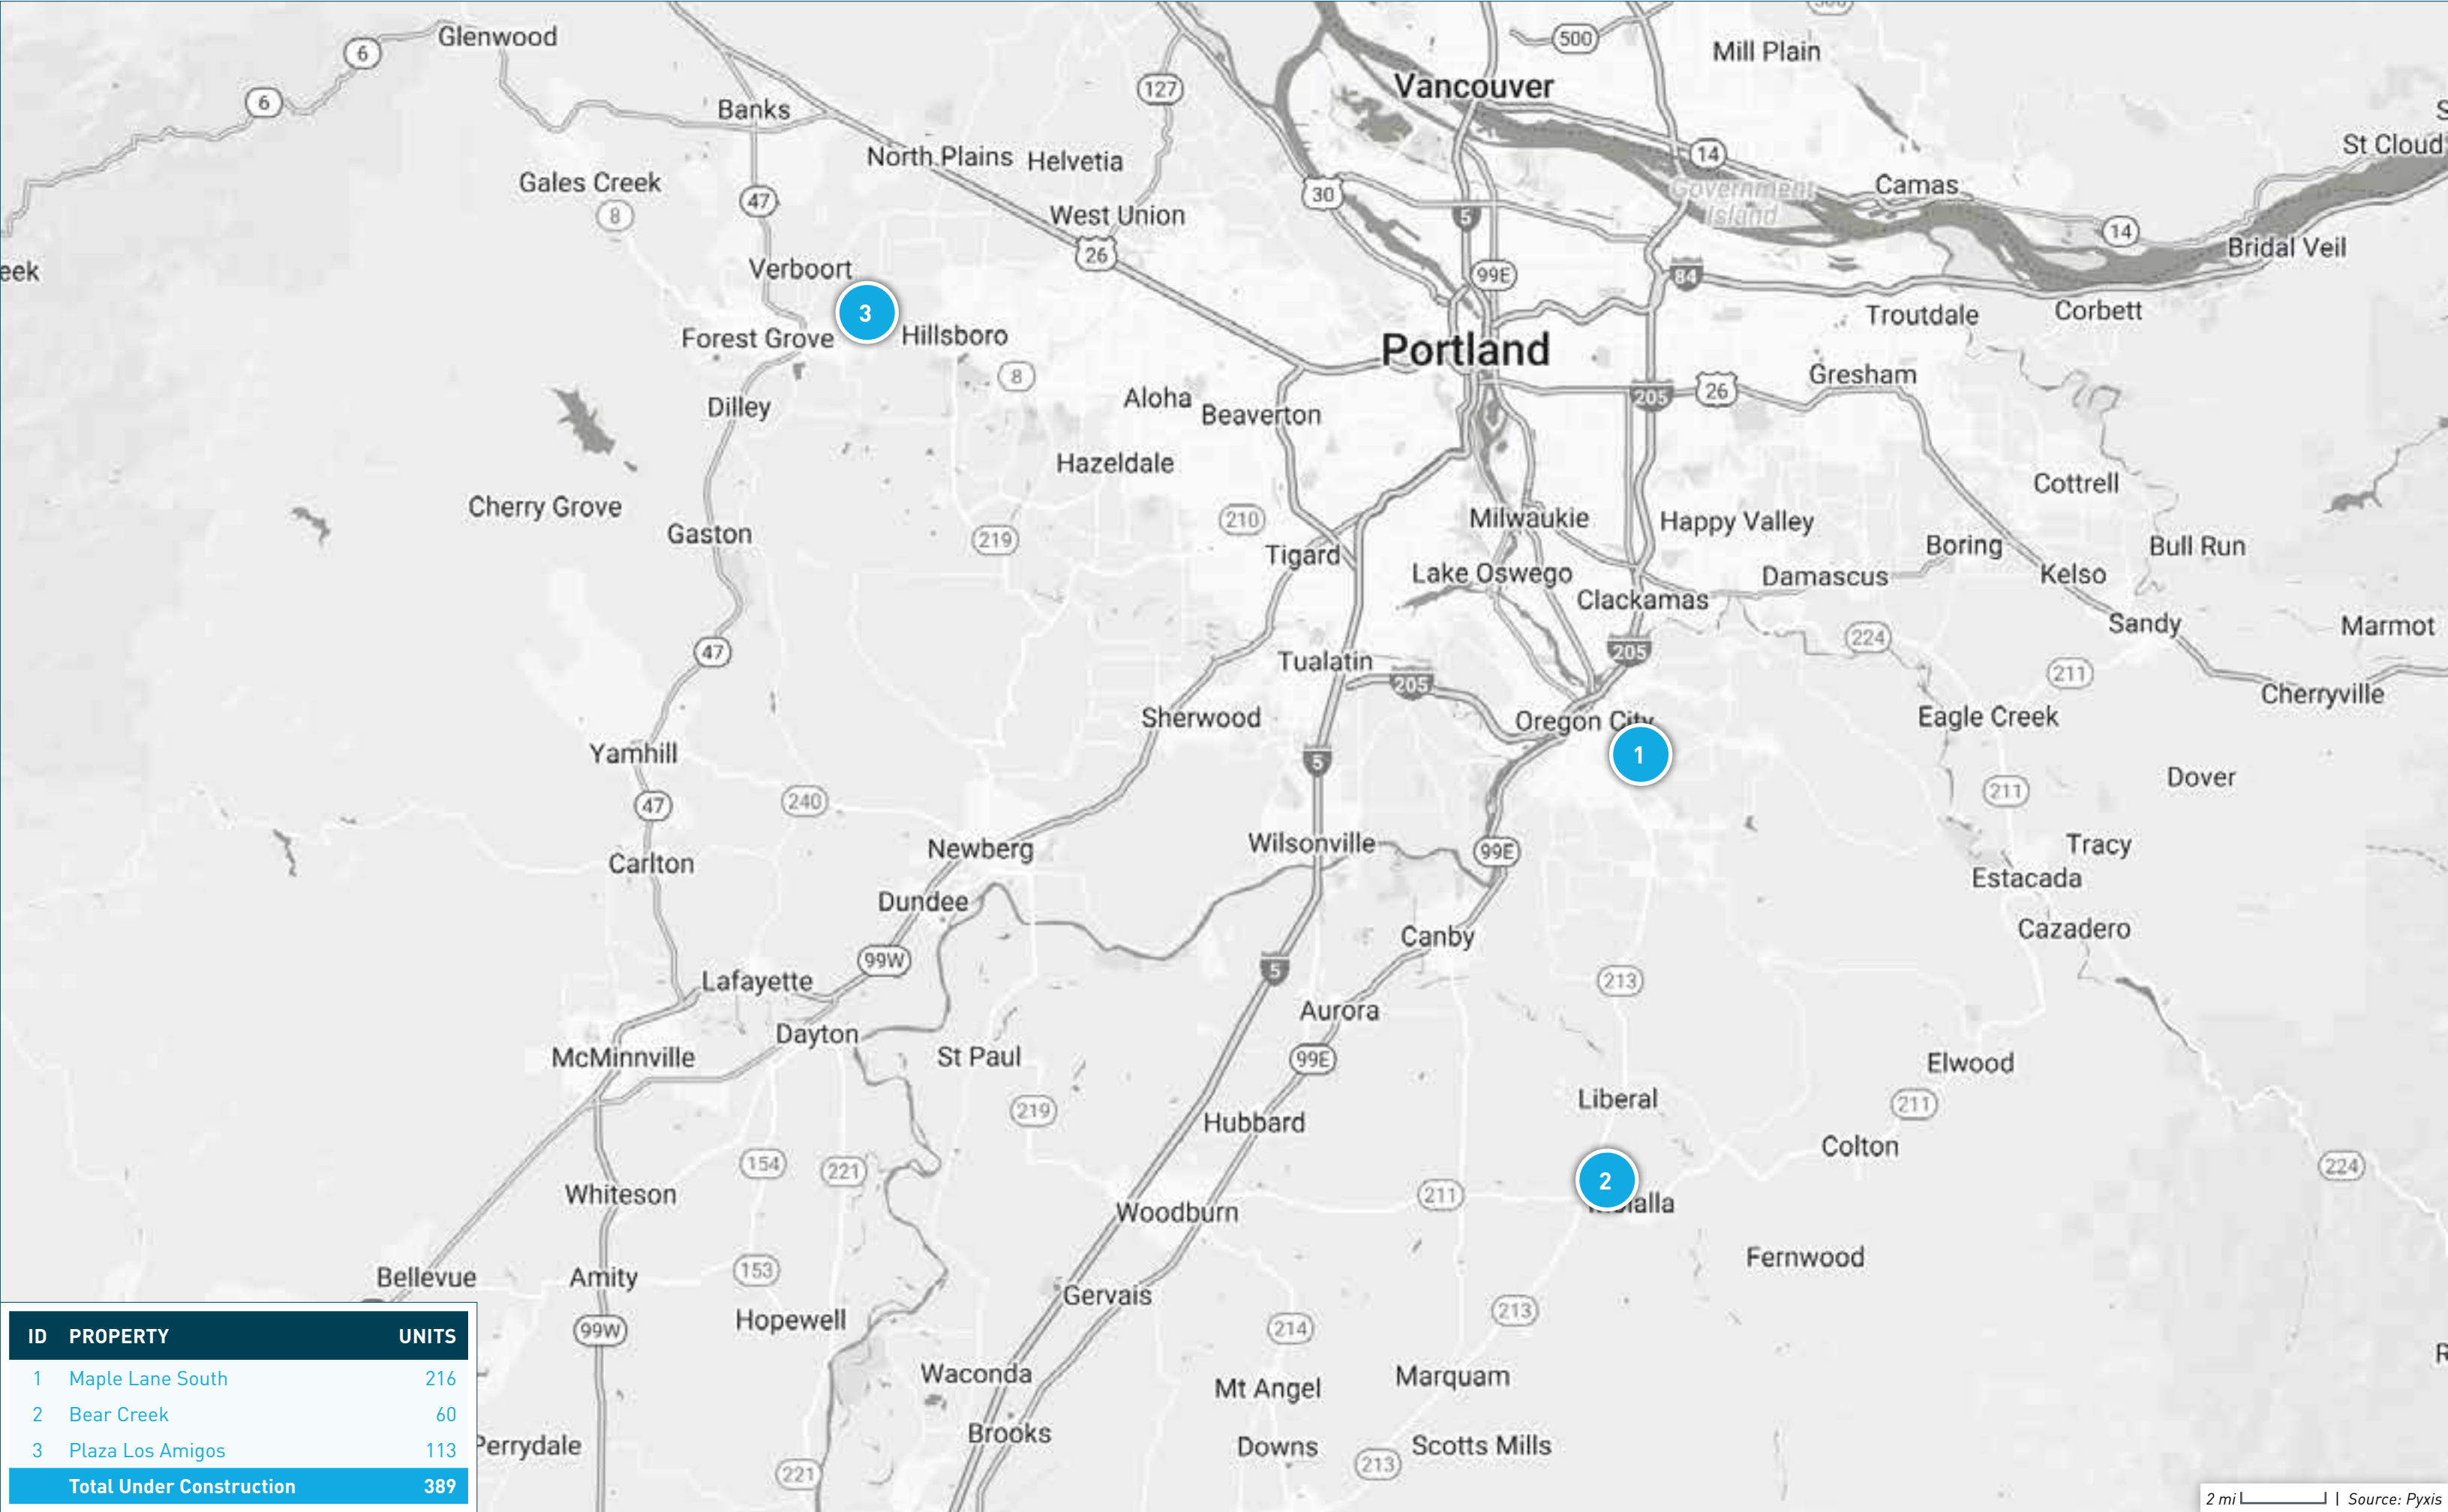 Glenwood
500
Mill Plain
6
Vancouver
127
6
Banks
St Cloud
14
North Plains
Helvetia
Gales Creek
Camas
Government
Island
30
47
8
West Union
5
14
26
Bridal Veil
eek
Verboort
99E
84
3
Troutdale
Corbett
Forest Grove
Hillsboro
Portland
8
Gresham
26
205
Aloha
Dilley
Beaverton
Hazeldale
Cottrell
Cherry Grove
210
Milwaukie
Happy Valley
Gaston
219
Tigard
Boring
Bull Run
Lake Oswego
Damascus
Kelso
Clackamas
Sandy
Marmot
224
47
205
Tualatin
211
205
Cherryville
Sherwood
Oregon City
Eagle Creek
1
Yamhill
5
Dover
240
47
211
Newberg
Wilsonville
99E
Tracy
Carlton
Estacada
Dundee
Cazadero
Canby
99W
5
Lafayette
213
Aurora
Dayton
McMinnville
St Paul
99E
Elwood
Liberal
219
211
Hubbard
Colton
154
221
224
2
Whiteson
211
Woodburn
Fernwood
153
Bellevue
Amity
Gervais
213
Hopewell
99W
214
Waconda
Marquam
Mt Angel
Brooks
Perrydale
Downs
Scotts Mills
213
221
ID PROPERTY UNITS
1 Maple Lane South 216
2 Bear Creek 60
3 Plaza Los Amigos 113
Total Under Construction 389
2 mi | Source: Pyxis